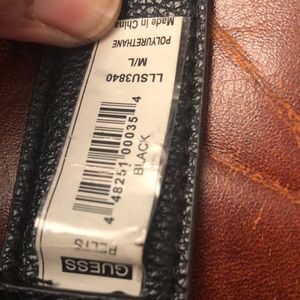 GUESS
BELTS
4 48251 00035 4
BLACK
LLSU3840
M/L
POLYURETHANE
Made in China